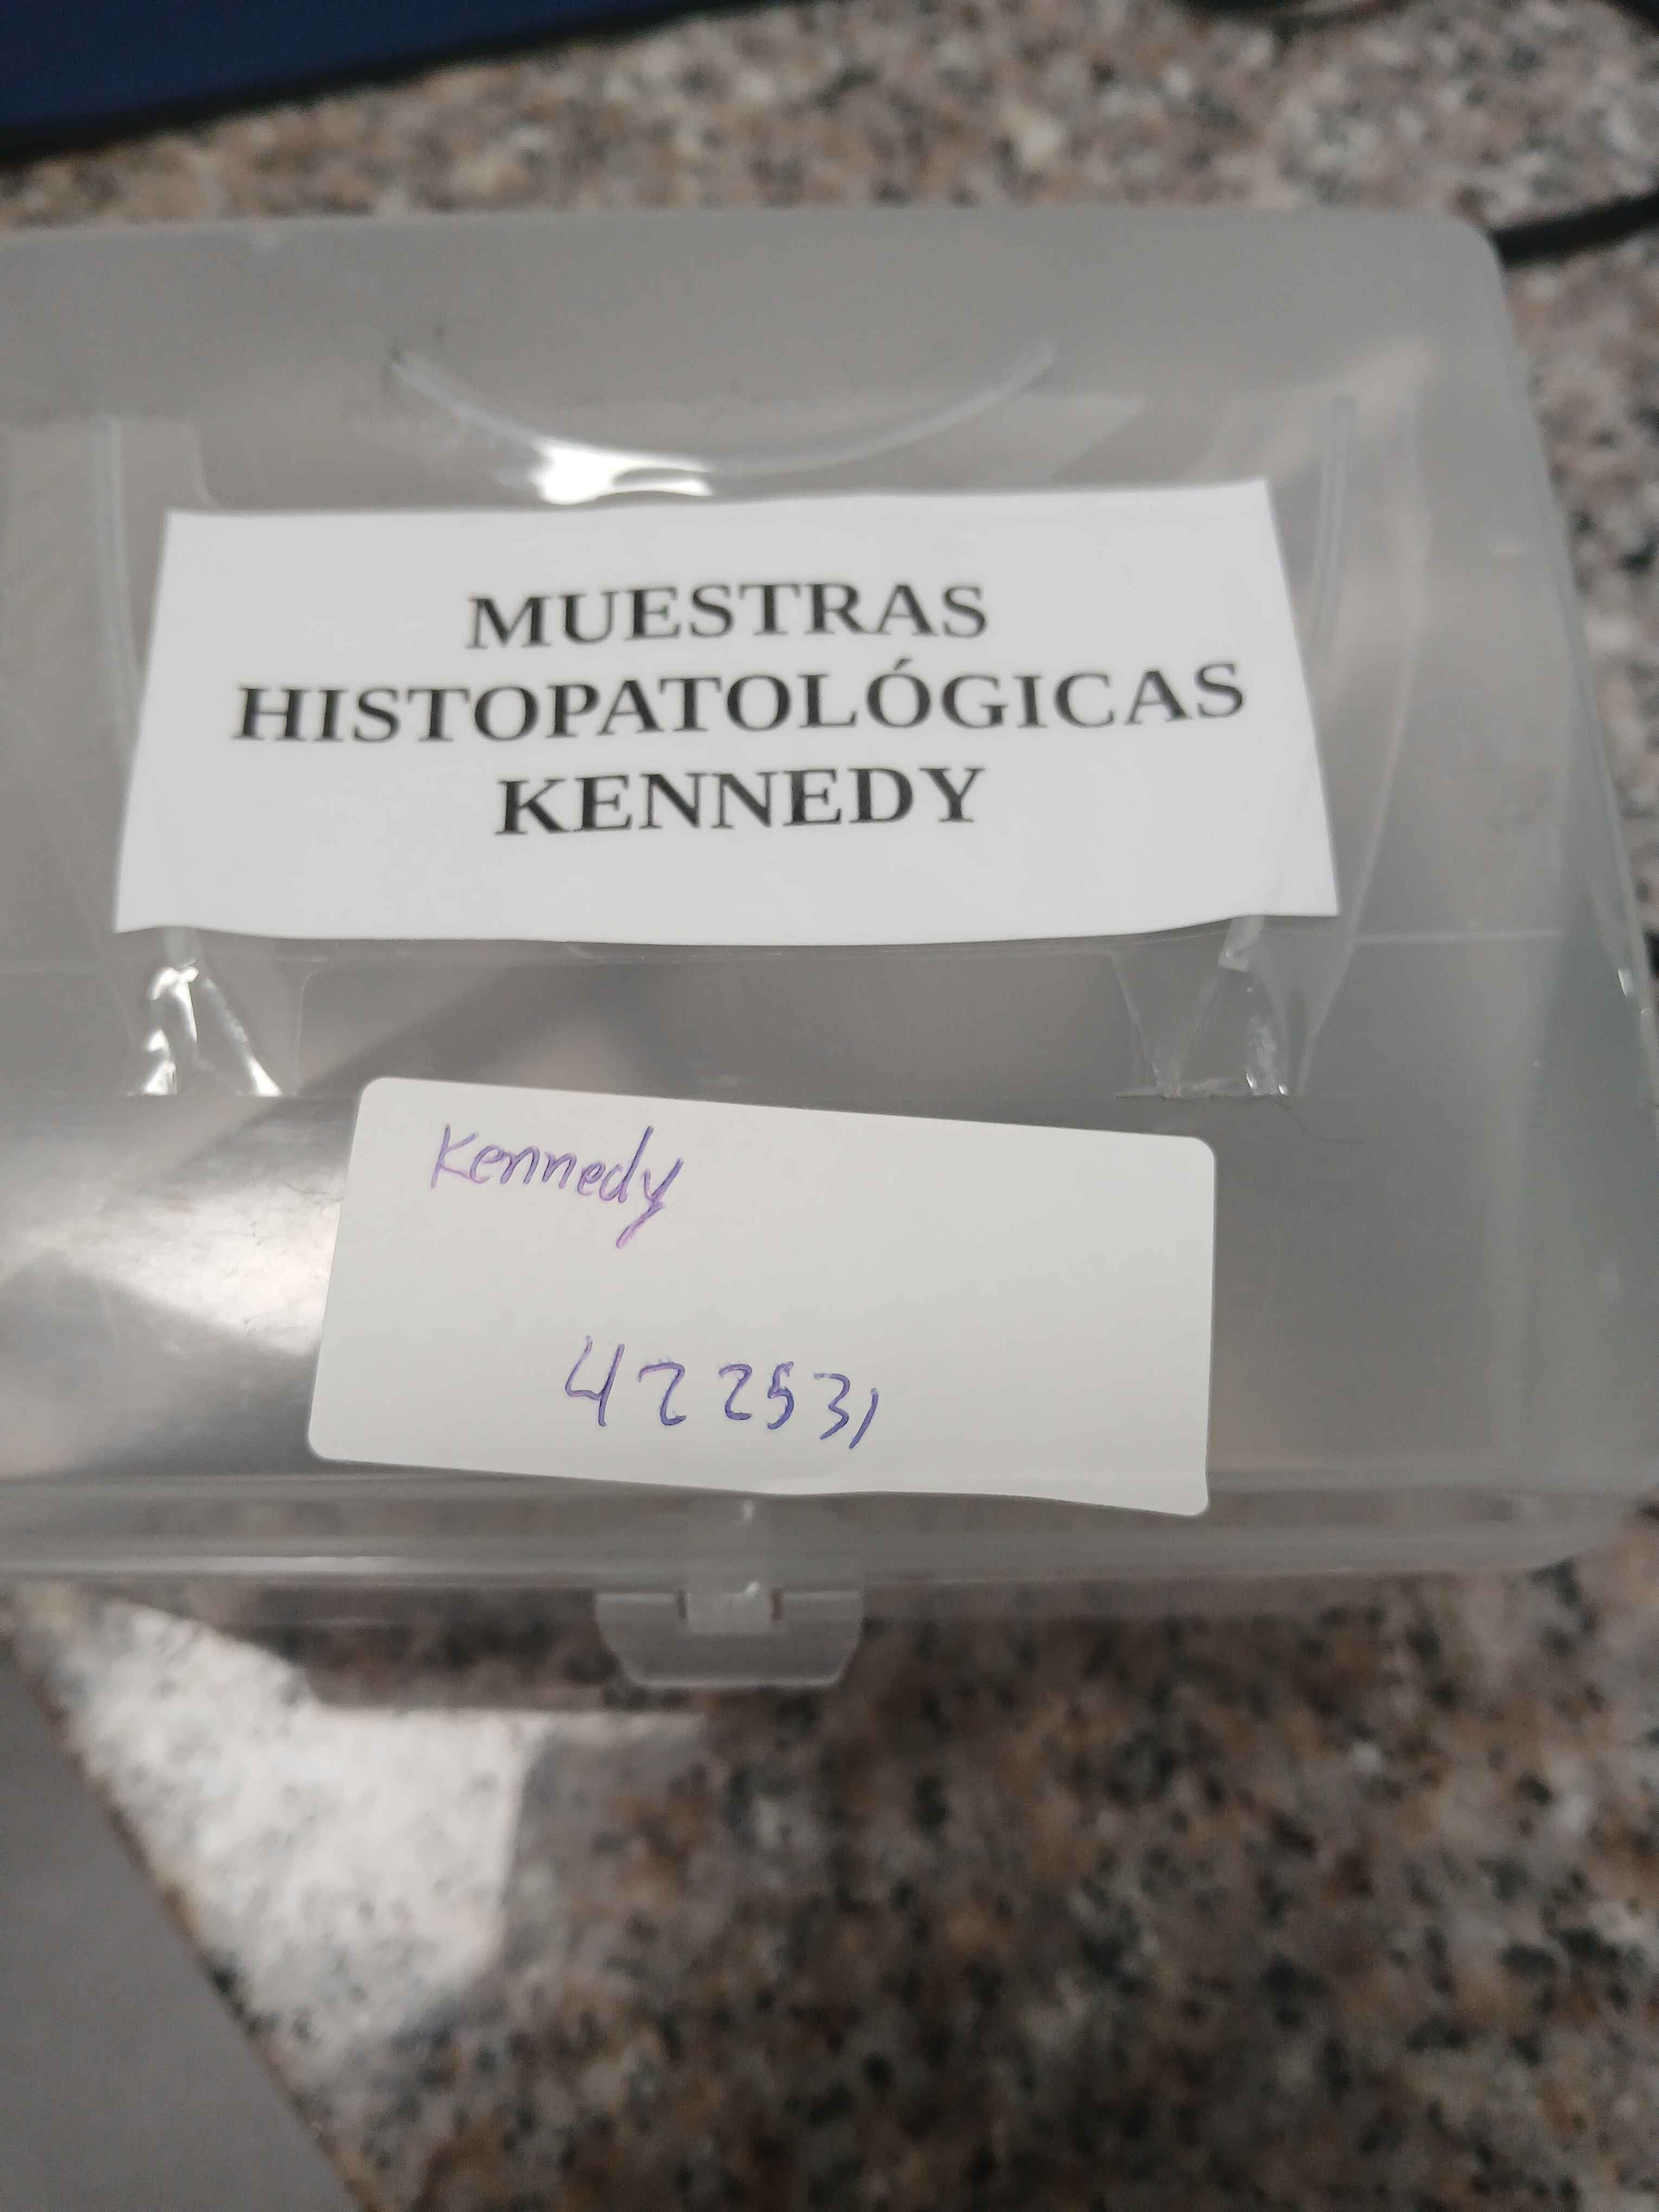 MUESTRAS
HISTOPATOLÓGICAS
KENNEDY
Kennedy
422531